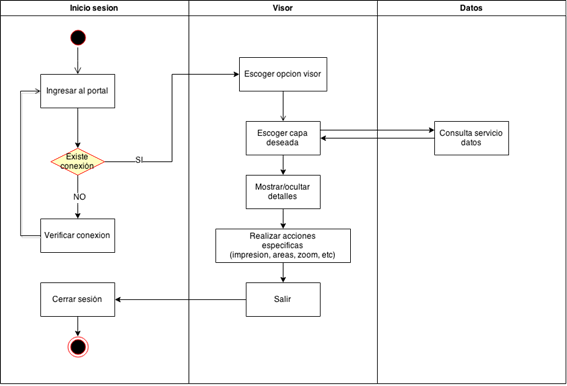 Inicio sesion
Visor
Datos
Ingresar al portal
Escoger opcion visor
Existe
conexión
SI
Escoger capa
deseada
Consulta servicio
datos
NO
Mostrar/ocultar
detalles
Verificar conexion
Realizar acciones
especificas
(impresion, areas, zoom, etc)
Cerrar sesión
Salir